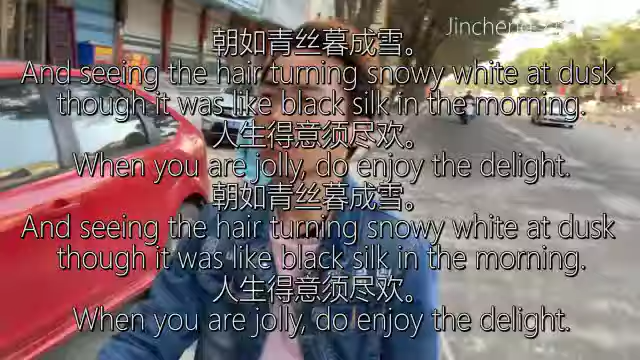 Jincheng
朝如青丝暮成雪。
And seeing the hair turning snowy white at dusk
though it was like black silk in the morning.
人生得意须尽欢。
When you are jolly, do enjoy the delight.
朝如青丝暮成雪。
And seeing the hair turning snowy white at dusk
though it was like black silk in the morning.
人生得意须尽欢。
When you are jolly, do enjoy the delight.